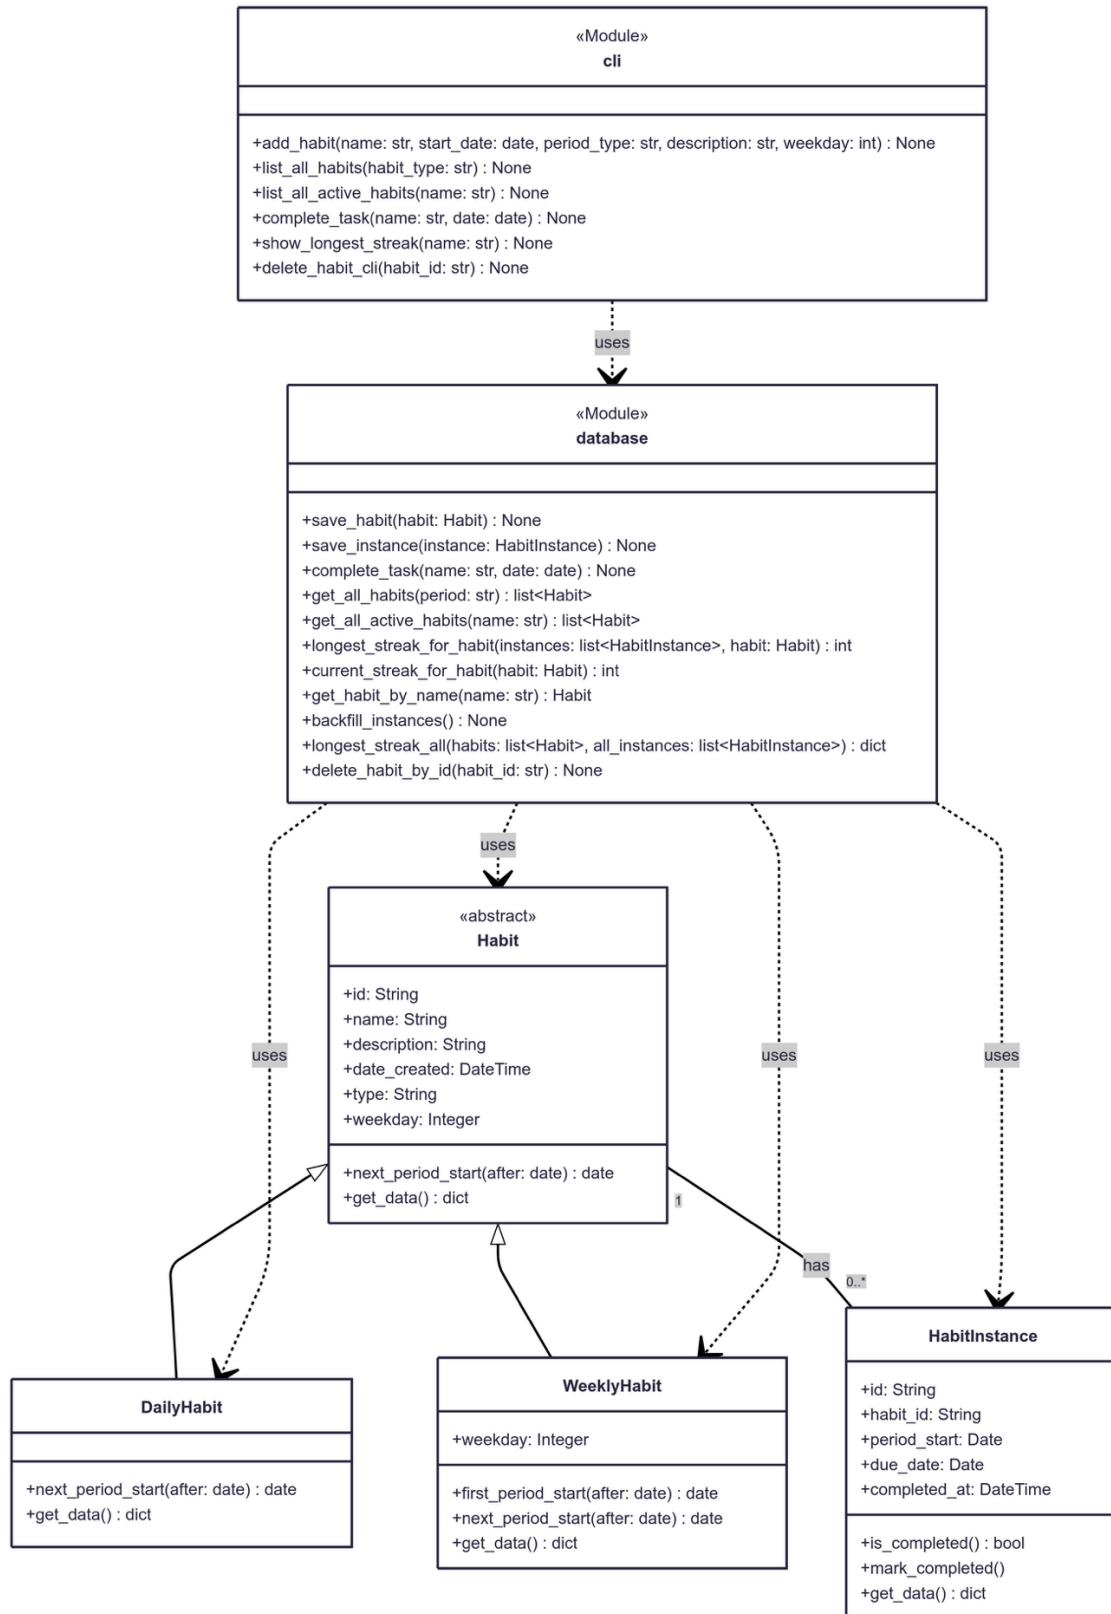 «Module»
cli
+add_habit(name: str, start_date: date, period_type: str, description: str, weekday: int) : None
+list_all_habits(habit_type: str) : None
+list_all_active_habits(name: str) : None
+complete_task(name: str, date: date) : None
+show_longest_streak(name: str) : None
+delete_habit_cli(habit_id: str) : None
uses
«Module»
database
+save_habit(habit: Habit) : None
+save_instance(instance: HabitInstance) : None
+complete_task(name: str, date: date) : None
+get_all_habits(period: str) : list<Habit>
+get_all_active_habits(name: str) : list<Habit>
+longest_streak_for_habit(instances: list<HabitInstance>, habit: Habit) : int
+current_streak_for_habit(habit: Habit) : int
+get_habit_by_name(name: str) : Habit
+backfill_instances() : None
+longest_streak_all(habits: list<Habit>, all_instances: list<HabitInstance>) : dict
+delete_habit_by_id(habit_id: str) : None
uses
«abstract»
Habit
+id: String
+name: String
+description: String
+date_created: DateTime
+type: String
+weekday: Integer
+next_period_start(after: date) : date
+get_data() : dict
uses
uses
uses
1
has
0..*
DailyHabit
+next_period_start(after: date) : date
+get_data() : dict
WeeklyHabit
+weekday: Integer
+first_period_start(after: date) : date
+next_period_start(after: date) : date
+get_data() : dict
HabitInstance
+id: String
+habit_id: String
+period_start: Date
+due_date: Date
+completed_at: DateTime
+is_completed() : bool
+mark_completed()
+get_data() : dict